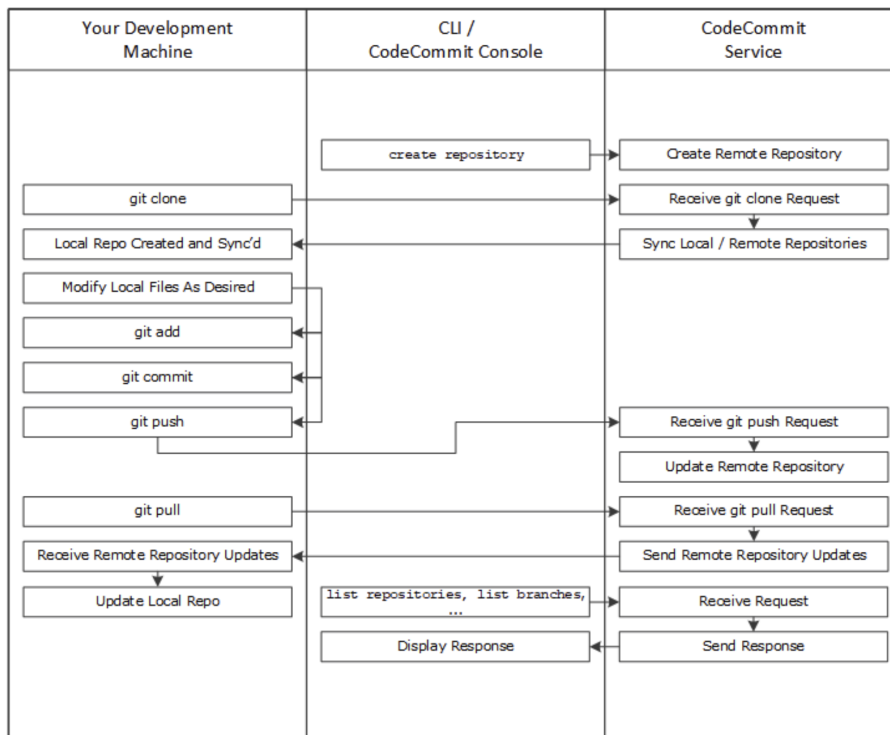 Your Development
Machine
CLI /
CodeCommit Console
CodeCommit
Service
create repository
Create Remote Repository
git clone
Receive git clone Request
Local Repo Created and Sync'd
Sync Local / Remote Repositories
Modify Local Files As Desired
git add
git commit
git push
Receive git push Request
Update Remote Repository
git pull
Receive git pull Request
Receive Remote Repository Updates
Send Remote Repository Updates
Update Local Repo
list repositories, list branches,
...
Receive Request
Display Response
Send Response